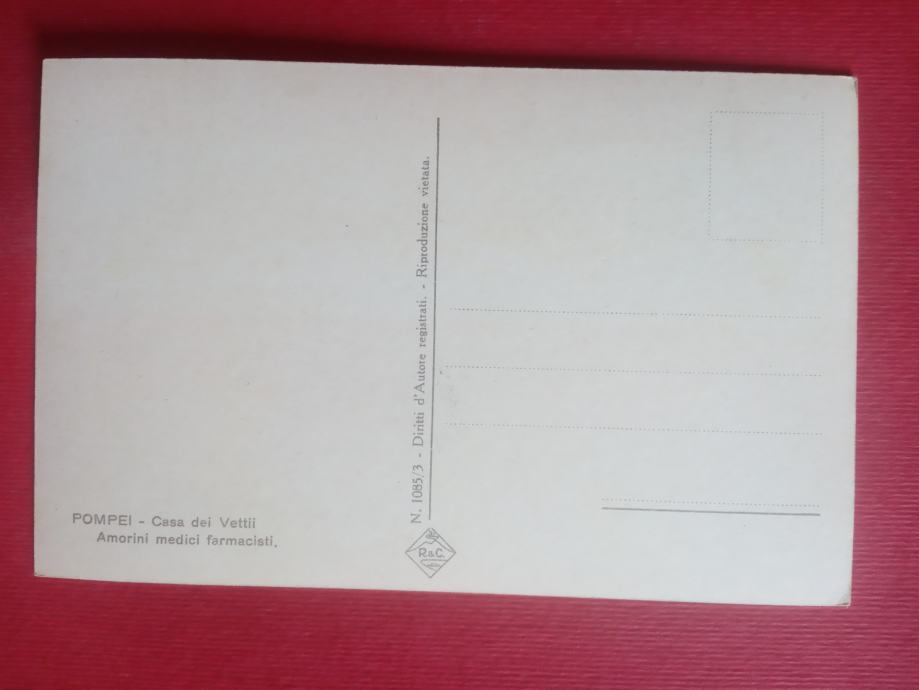 POMPEI - Casa dei Vettii
Amorini medici farmacisti.
N. 1085/3 - Diritti d'Autore registrati. - Riproduzione vietata.
R&C.